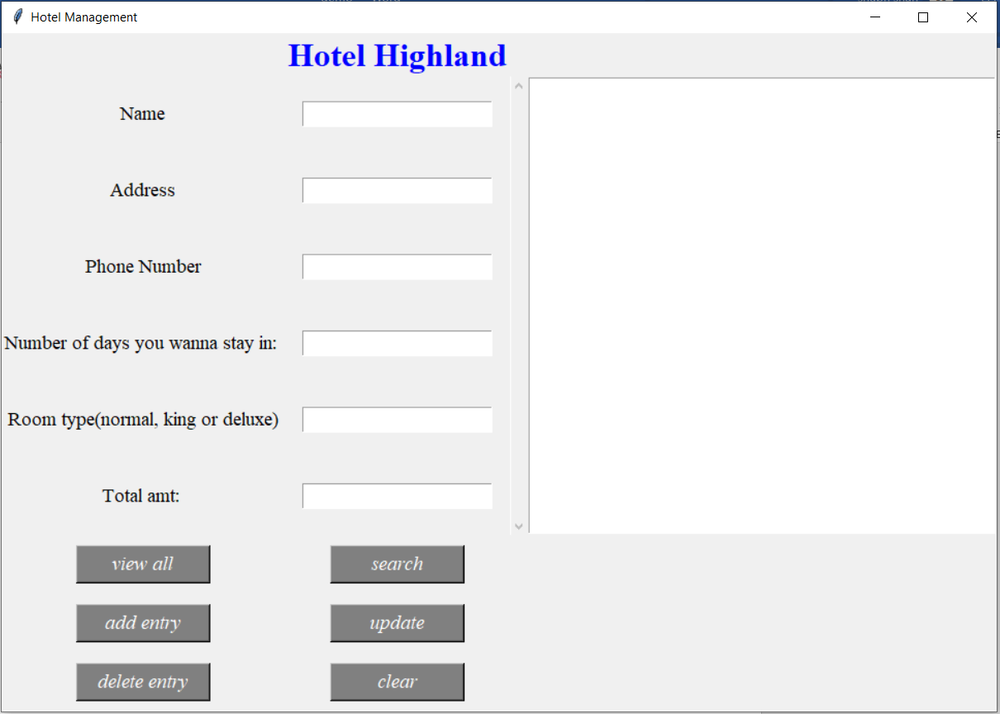 Hotel Management
Hotel Highland
Name
Address
Phone Number
Number of days you wanna stay in:
Room type(normal, king or deluxe)
Total amt:
view all search
add entry update
delete entry clear